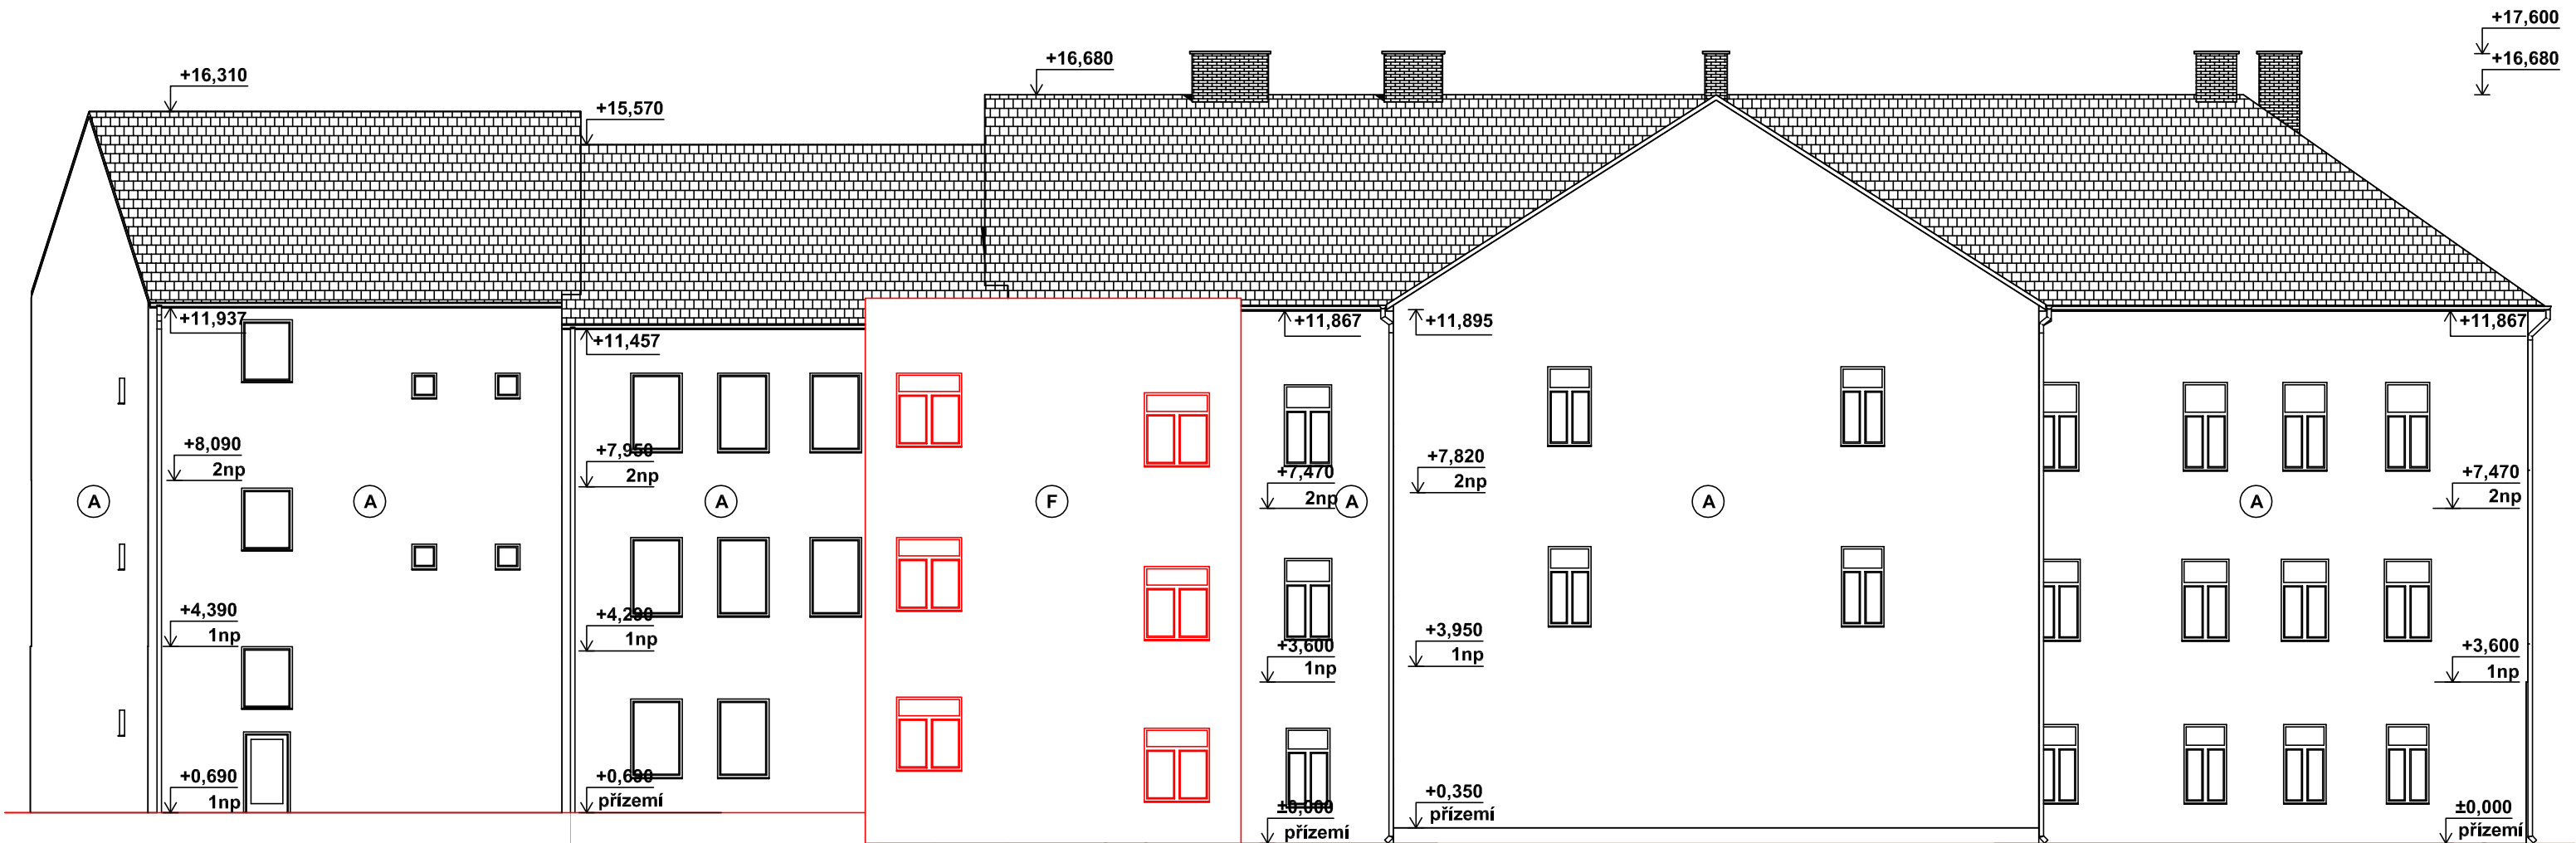 +17,600
+16,680
+16,680
+16,310
+15,570
+11,937
+11,457
+11,867
+11,895
+11,867
+8,090
2np
+7,950
2np
+7,470
2np
+7,820
2np
+7,470
2np
A
A
A
F
A
A
A
+4,390
1np
+4,290
1np
+3,600
1np
+3,950
1np
+3,600
1np
+0,690
1np
+0,690
přízemí
±0,000
přízemí
+0,350
přízemí
±0,000
přízemí